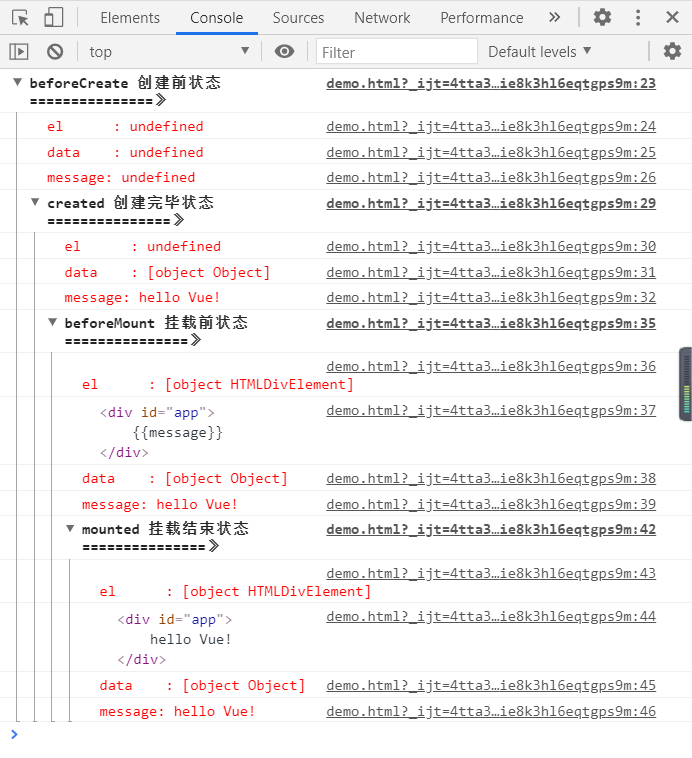 Elements Console Sources Network Performance
top Filter Default levels
beforeCreate 创建前状态 demo.html?_ijt=4tta3…ie8k3hl6eqtgps9m:23
===============》
el : undefined demo.html?_ijt=4tta3…ie8k3hl6eqtgps9m:24
data : undefined demo.html?_ijt=4tta3…ie8k3hl6eqtgps9m:25
message: undefined demo.html?_ijt=4tta3…ie8k3hl6eqtgps9m:26
created 创建完毕状态 demo.html?_ijt=4tta3…ie8k3hl6eqtgps9m:29
===============》
el : undefined demo.html?_ijt=4tta3…ie8k3hl6eqtgps9m:30
data : [object Object] demo.html?_ijt=4tta3…ie8k3hl6eqtgps9m:31
message: hello Vue! demo.html?_ijt=4tta3…ie8k3hl6eqtgps9m:32
beforeMount 挂载前状态 demo.html?_ijt=4tta3…ie8k3hl6eqtgps9m:35
===============》
demo.html?_ijt=4tta3…ie8k3hl6eqtgps9m:36
el : [object HTMLDivElement]
<div id="app"> demo.html?_ijt=4tta3…ie8k3hl6eqtgps9m:37
{{message}}
</div>
data : [object Object] demo.html?_ijt=4tta3…ie8k3hl6eqtgps9m:38
message: hello Vue! demo.html?_ijt=4tta3…ie8k3hl6eqtgps9m:39
mounted 挂载结束状态 demo.html?_ijt=4tta3…ie8k3hl6eqtgps9m:42
===============》
demo.html?_ijt=4tta3…ie8k3hl6eqtgps9m:43
el : [object HTMLDivElement]
<div id="app"> demo.html?_ijt=4tta3…ie8k3hl6eqtgps9m:44
hello Vue!
</div>
data : [object Object] demo.html?_ijt=4tta3…ie8k3hl6eqtgps9m:45
message: hello Vue! demo.html?_ijt=4tta3…ie8k3hl6eqtgps9m:46